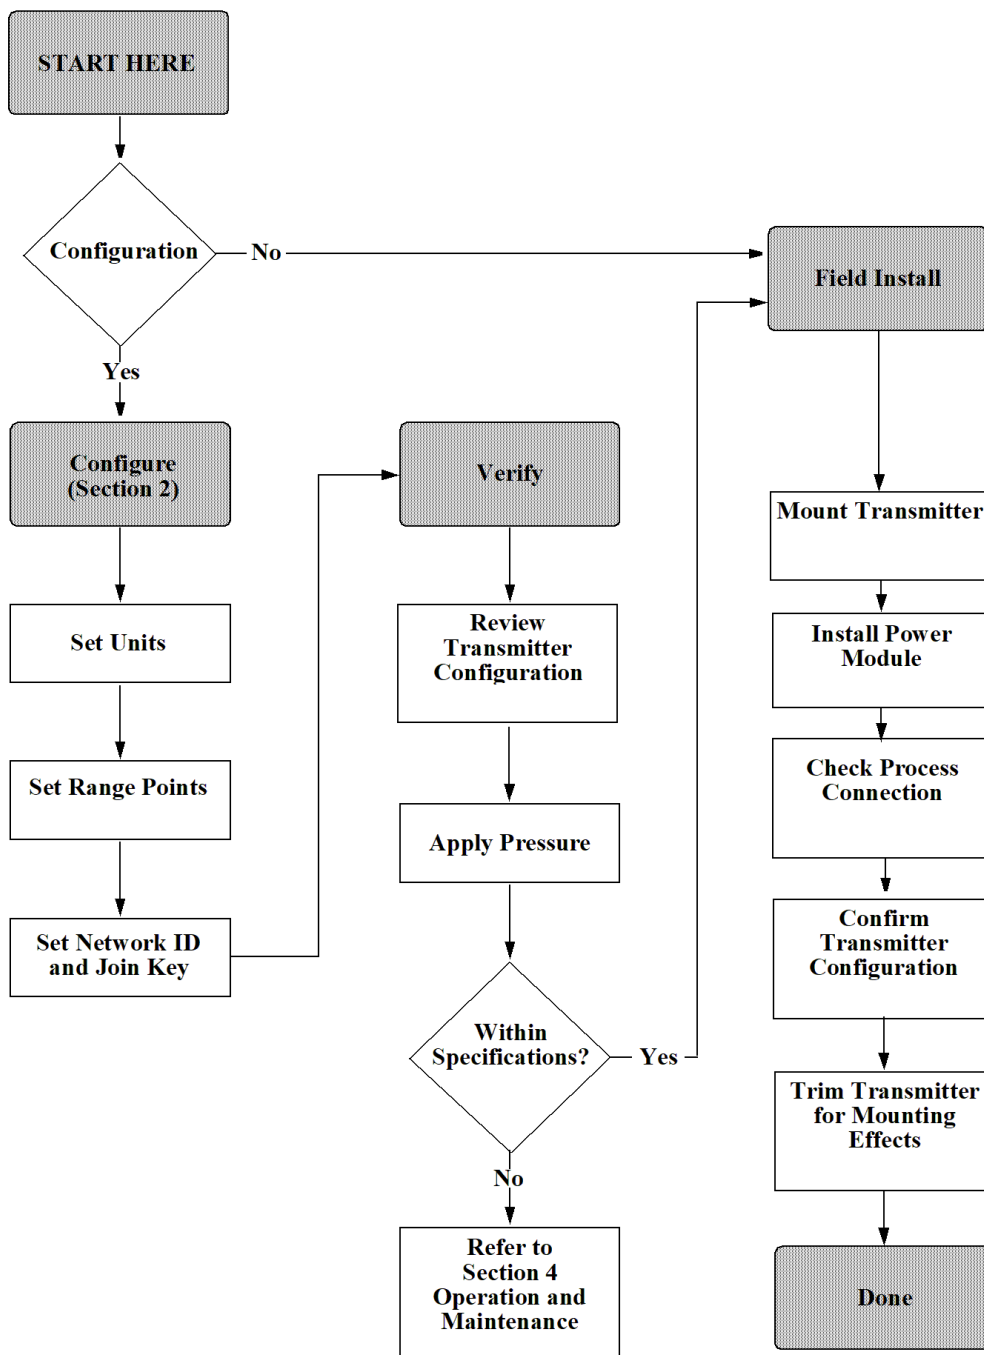 START HERE
Configuration
No
Yes
Configure
(Section 2)
Set Units
Set Range Points
Set Network ID
and Join Key
Verify
Review
Transmitter
Configuration
Apply Pressure
Within
Specifications?
Yes
No
Refer to
Section 4
Operation and
Maintenance
Field Install
Mount Transmitter
Install Power
Module
Check Process
Connection
Confirm
Transmitter
Configuration
Trim Transmitter
for Mounting
Effects
Done